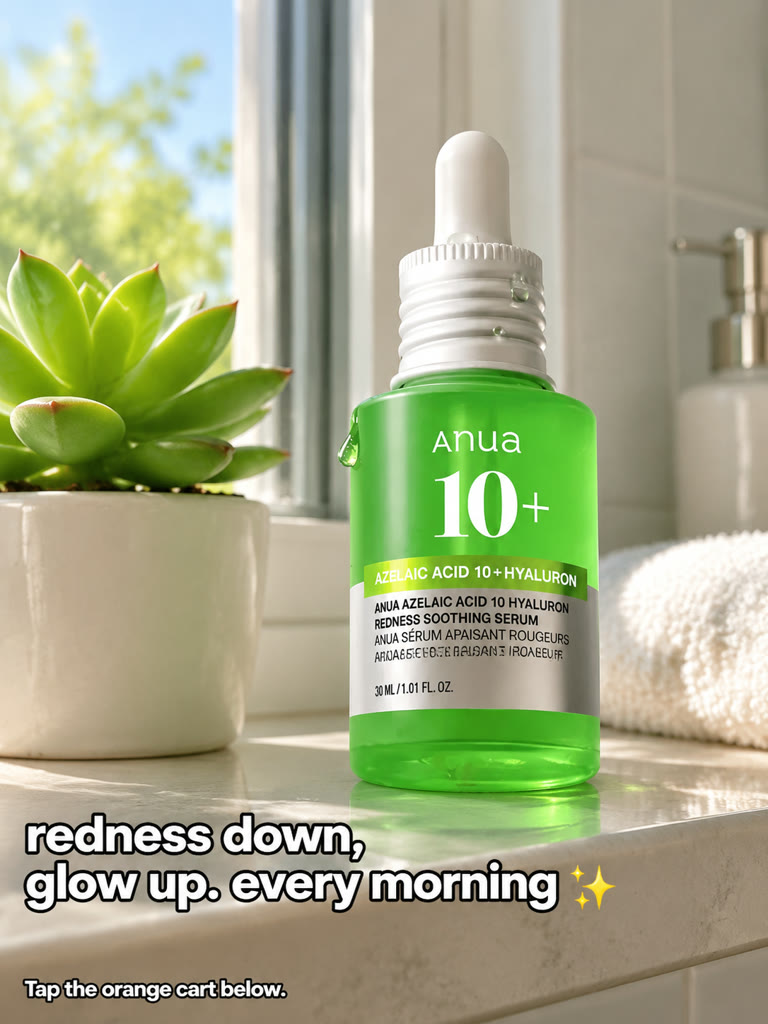 Anua
10+
AZELAIC ACID 10+HYALURON
ANUA AZELAIC ACID 10 HYALURON
REDNESS SOOTHING SERUM
ANUA SÉRUM APAISANT ROUGEURS
30 ML/1.01 FL. OZ.
redness down,
glow up. every morning ✨
Tap the orange cart below.